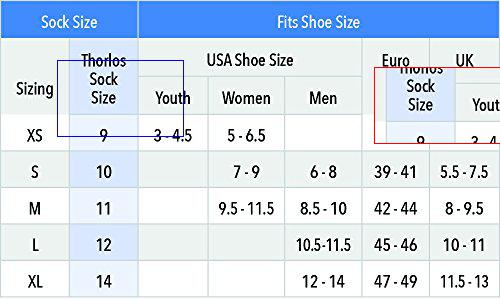 Sock Size Fits Shoe Size
Sizing Thorlos Sock Size USA Shoe Size Euro UK
Youth Women Men
Thorlos
Sock
Size
Youth
9
XS 9 3 - 4.5 5 - 6.5
S 10 7 - 9 6 - 8 39 - 41 5.5 - 7.5
M 11 9.5 - 11.5 8.5 - 10 42 - 44 8 - 9.5
L 12 10.5-11.5 45 - 46 10 - 11
XL 14 12 - 14 47 - 49 11.5 - 13